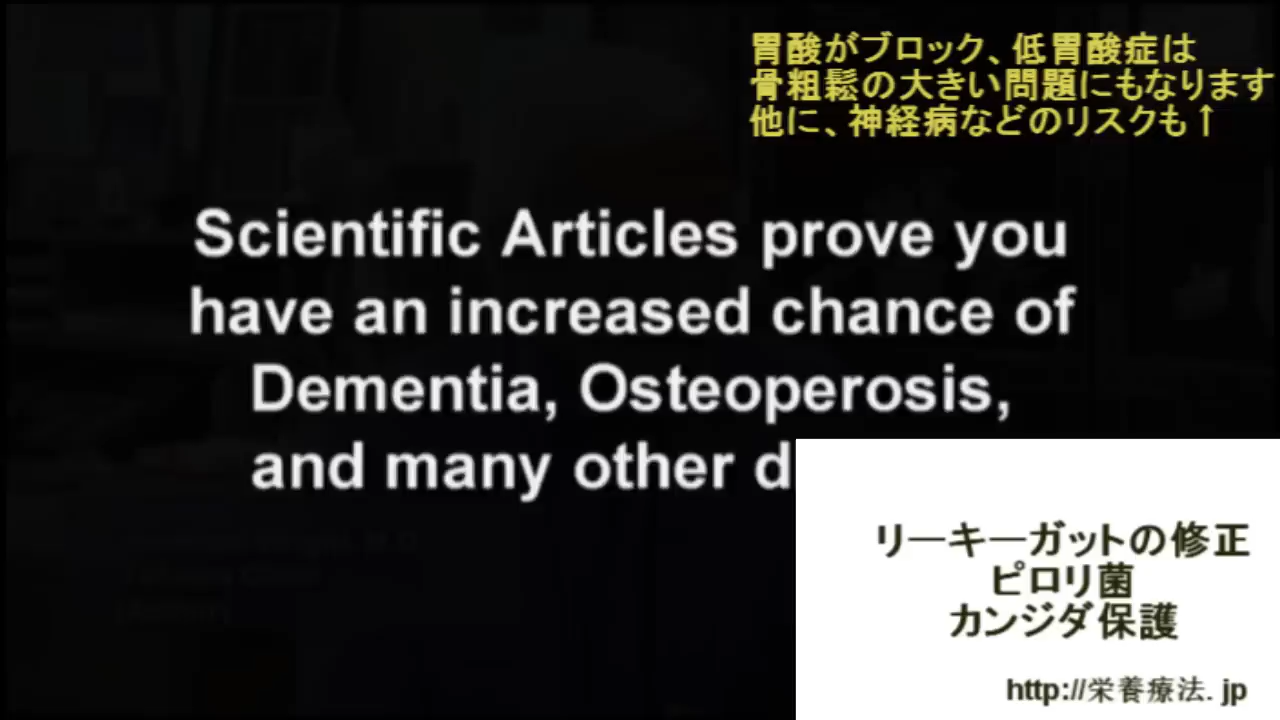 胃酸がブロック、低胃酸症は
骨粗鬆の大きい問題にもなります
他に、神経病などのリスクも↑
Scientific Articles prove you
have an increased chance of
Dementia, Osteoperosis,
and many other d
リーキーガットの修正
ピロリ菌
カンジダ保護
http://栄養療法.jp